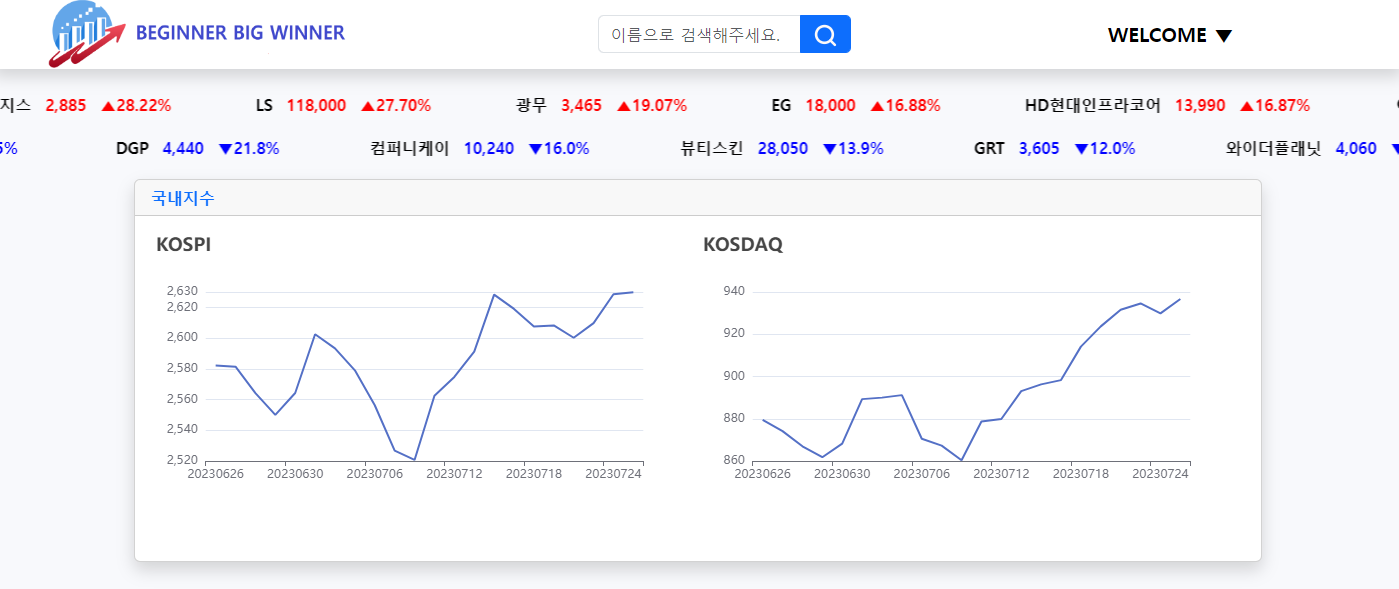 BEGINNER BIG WINNER
이름으로 검색해주세요.
WELCOME ▼
지스 2,885 ▲28.22% LS 118,000 ▲27.70% 광무 3,465 ▲19.07% EG 18,000 ▲16.88% HD현대인프라코어 13,990 ▲16.87%
% DGP 4,440 ▼21.8% 컴퍼니케이 10,240 ▼16.0% 뷰티스킨 28,050 ▼13.9% GRT 3,605 ▼12.0% 와이더플래닛 4,060 ▼
국내지수
KOSPI
2,630
2,620
2,600
2,580
2,560
2,540
2,520
20230626 20230630 20230706 20230712 20230718 20230724
KOSDAQ
940
920
900
880
860
20230626 20230630 20230706 20230712 20230718 20230724